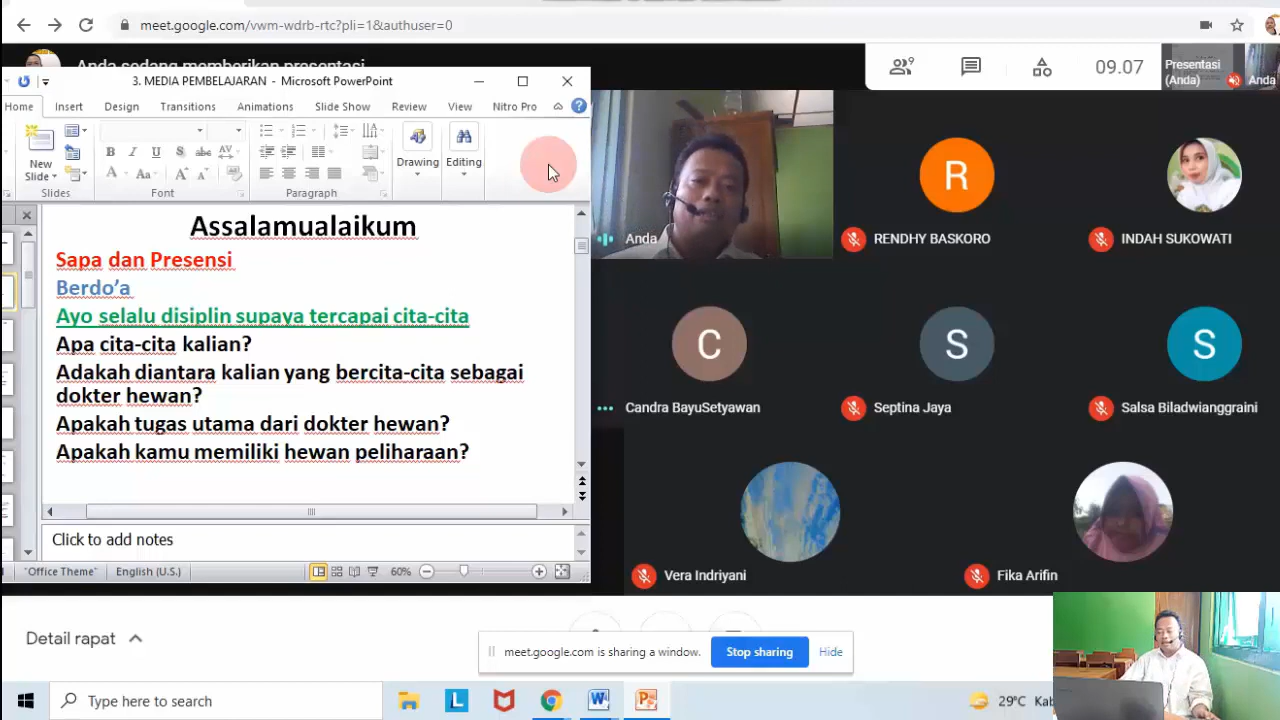 meet.google.com/vwm-wdrb-rtc?pli=1&authuser=0
Anda sedang memberikan presentasi
9
09.07
Presentasi
(Anda)
Anda
3. MEDIA PEMBELAJARAN - Microsoft PowerPoint
Home Insert Design Transitions Animations Slide Show Review View Nitro Pro
New
Slide
Drawing
Editing
Slides Font Paragraph
Assalamualaikum
Sapa dan Presensi
Berdo’a
Ayo selalu disiplin supaya tercapai cita-cita
Apa cita-cita kalian?
Adakah diantara kalian yang bercita-cita sebagai
dokter hewan?
Apakah tugas utama dari dokter hewan?
Apakah kamu memiliki hewan peliharaan?
Click to add notes
"Office Theme" English (U.S.) 60%
Anda
R
RENDHY BASKORO
INDAH SUKOWATI
C
Candra BayuSetyawan
S
Septina Jaya
S
Salsa Biladwianggraini
Vera Indriyani
Fika Arifin
Detail rapat
meet.google.com is sharing a window. Stop sharing Hide
Type here to search
29°C Kab